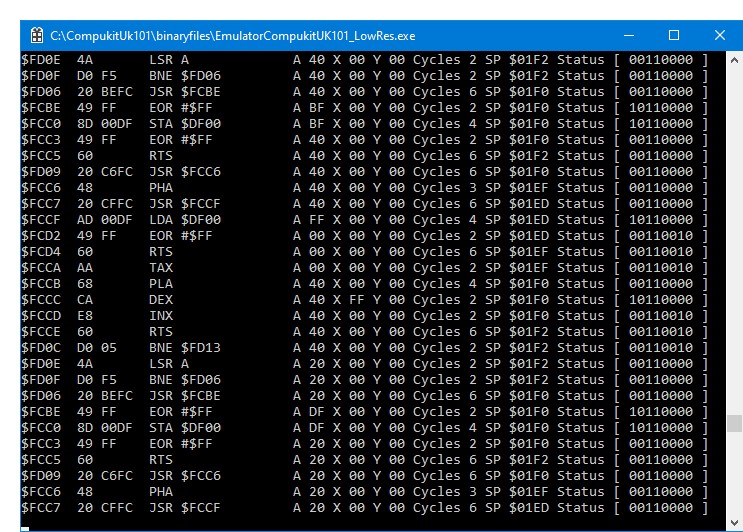 C:\CompukitUk101\binaryfiles\EmulatorCompukitUK101_LowRes.exe
$FD0E 4A LSR A A 40 X 00 Y 00 Cycles 2 SP $01F2 Status [ 00110000 ]
$FD0F D0 F5 BNE $FD06 A 40 X 00 Y 00 Cycles 2 SP $01F2 Status [ 00110000 ]
$FD06 20 BEFC JSR $FCBE A 40 X 00 Y 00 Cycles 6 SP $01F0 Status [ 00110000 ]
$FCBE 49 FF EOR #$FF A BF X 00 Y 00 Cycles 2 SP $01F0 Status [ 10110000 ]
$FCC0 8D 00DF STA $DF00 A BF X 00 Y 00 Cycles 4 SP $01F0 Status [ 10110000 ]
$FCC3 49 FF EOR #$FF A 40 X 00 Y 00 Cycles 2 SP $01F0 Status [ 00110000 ]
$FCC5 60 RTS A 40 X 00 Y 00 Cycles 6 SP $01F2 Status [ 00110000 ]
$FD09 20 C6FC JSR $FCC6 A 40 X 00 Y 00 Cycles 6 SP $01F0 Status [ 00110000 ]
$FCC6 48 PHA A 40 X 00 Y 00 Cycles 3 SP $01EF Status [ 00110000 ]
$FCC7 20 CFFC JSR $FCCF A 40 X 00 Y 00 Cycles 6 SP $01ED Status [ 00110000 ]
$FCCF AD 00DF LDA $DF00 A FF X 00 Y 00 Cycles 4 SP $01ED Status [ 10110000 ]
$FCD2 49 FF EOR #$FF A 00 X 00 Y 00 Cycles 2 SP $01ED Status [ 00110010 ]
$FCD4 60 RTS A 00 X 00 Y 00 Cycles 6 SP $01EF Status [ 00110010 ]
$FCCA AA TAX A 00 X 00 Y 00 Cycles 2 SP $01EF Status [ 00110010 ]
$FCCB 68 PLA A 40 X 00 Y 00 Cycles 4 SP $01F0 Status [ 00110000 ]
$FCCC CA DEX A 40 X FF Y 00 Cycles 2 SP $01F0 Status [ 10110000 ]
$FCCD E8 INX A 40 X 00 Y 00 Cycles 2 SP $01F0 Status [ 00110010 ]
$FCCE 60 RTS A 40 X 00 Y 00 Cycles 6 SP $01F2 Status [ 00110010 ]
$FD0C D0 05 BNE $FD13 A 40 X 00 Y 00 Cycles 2 SP $01F2 Status [ 00110010 ]
$FD0E 4A LSR A A 20 X 00 Y 00 Cycles 2 SP $01F2 Status [ 00110000 ]
$FD0F D0 F5 BNE $FD06 A 20 X 00 Y 00 Cycles 2 SP $01F2 Status [ 00110000 ]
$FD06 20 BEFC JSR $FCBE A 20 X 00 Y 00 Cycles 6 SP $01F0 Status [ 00110000 ]
$FCBE 49 FF EOR #$FF A DF X 00 Y 00 Cycles 2 SP $01F0 Status [ 10110000 ]
$FCC0 8D 00DF STA $DF00 A DF X 00 Y 00 Cycles 4 SP $01F0 Status [ 10110000 ]
$FCC3 49 FF EOR #$FF A 20 X 00 Y 00 Cycles 2 SP $01F0 Status [ 00110000 ]
$FCC5 60 RTS A 20 X 00 Y 00 Cycles 6 SP $01F2 Status [ 00110000 ]
$FD09 20 C6FC JSR $FCC6 A 20 X 00 Y 00 Cycles 6 SP $01F0 Status [ 00110000 ]
$FCC6 48 PHA A 20 X 00 Y 00 Cycles 3 SP $01EF Status [ 00110000 ]
$FCC7 20 CFFC JSR $FCCF A 20 X 00 Y 00 Cycles 6 SP $01ED Status [ 00110000 ]